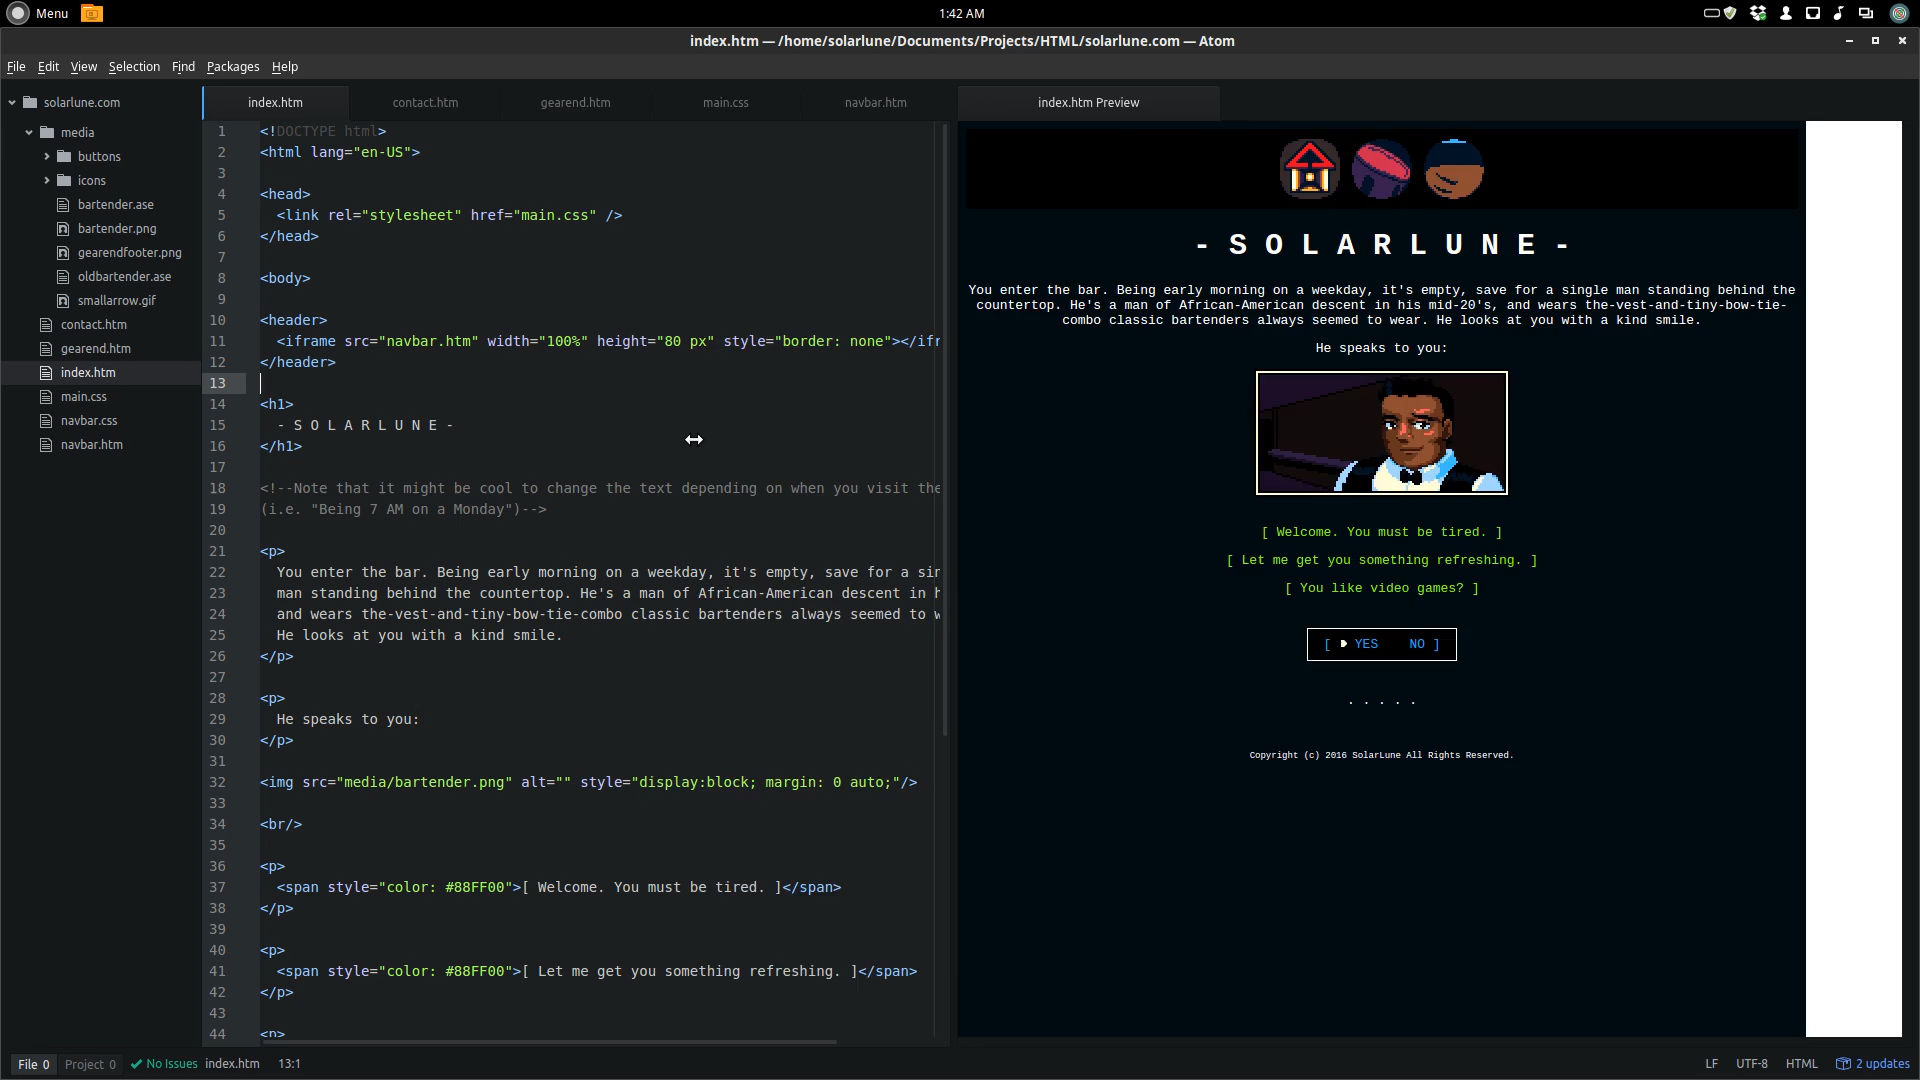 Menu
1:42 AM
index.htm — /home/solarlune/Documents/Projects/HTML/solarlune.com — Atom
File Edit View Selection Find Packages Help
solarlune.com
media
buttons
icons
bartender.ase
bartender.png
gearendfooter.png
oldbartender.ase
smallarrow.gif
contact.htm
gearend.htm
index.htm
main.css
navbar.css
navbar.htm
index.htm contact.htm gearend.htm main.css navbar.htm
1 <!DOCTYPE html>
2 <html lang="en-US">
3
4 <head>
5 <link rel="stylesheet" href="main.css" />
6 </head>
7
8 <body>
9
10 <header>
11 <iframe src="navbar.htm" width="100%" height="80 px" style="border: none"></ifr
12 </header>
13
14 <h1>
15 - S O L A R L U N E -
16 </h1>
17
18 <!--Note that it might be cool to change the text depending on when you visit the
19 (i.e. "Being 7 AM on a Monday")-->
20
21 <p>
22 You enter the bar. Being early morning on a weekday, it's empty, save for a sin
23 man standing behind the countertop. He's a man of African-American descent in h
24 and wears the-vest-and-tiny-bow-tie-combo classic bartenders always seemed to w
25 He looks at you with a kind smile.
26 </p>
27
28 <p>
29 He speaks to you:
30 </p>
31
32 <img src="media/bartender.png" alt="" style="display:block; margin: 0 auto;"/>
33
34 <br/>
35
36 <p>
37 <span style="color: #88FF00">[ Welcome. You must be tired. ]</span>
38 </p>
39
40 <p>
41 <span style="color: #88FF00">[ Let me get you something refreshing. ]</span>
42 </p>
43
44 <p>
index.htm Preview
- S O L A R L U N E -
You enter the bar. Being early morning on a weekday, it's empty, save for a single man standing behind the
countertop. He's a man of African-American descent in his mid-20's, and wears the-vest-and-tiny-bow-tie-
combo classic bartenders always seemed to wear. He looks at you with a kind smile.
He speaks to you:
[ Welcome. You must be tired. ]
[ Let me get you something refreshing. ]
[ You like video games? ]
[ YES NO ]
. . . . .
Copyright (c) 2016 SolarLune All Rights Reserved.
File 0 Project 0 No Issues index.htm 13:1
LF UTF-8 HTML 2 updates